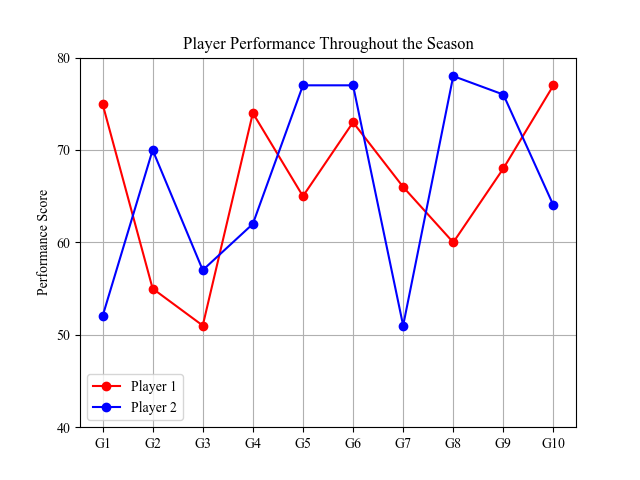 Player Performance Throughout the Season
Performance Score
80
70
60
50
40
Player 1
Player 2
G1 G2 G3 G4 G5 G6 G7 G8 G9 G10